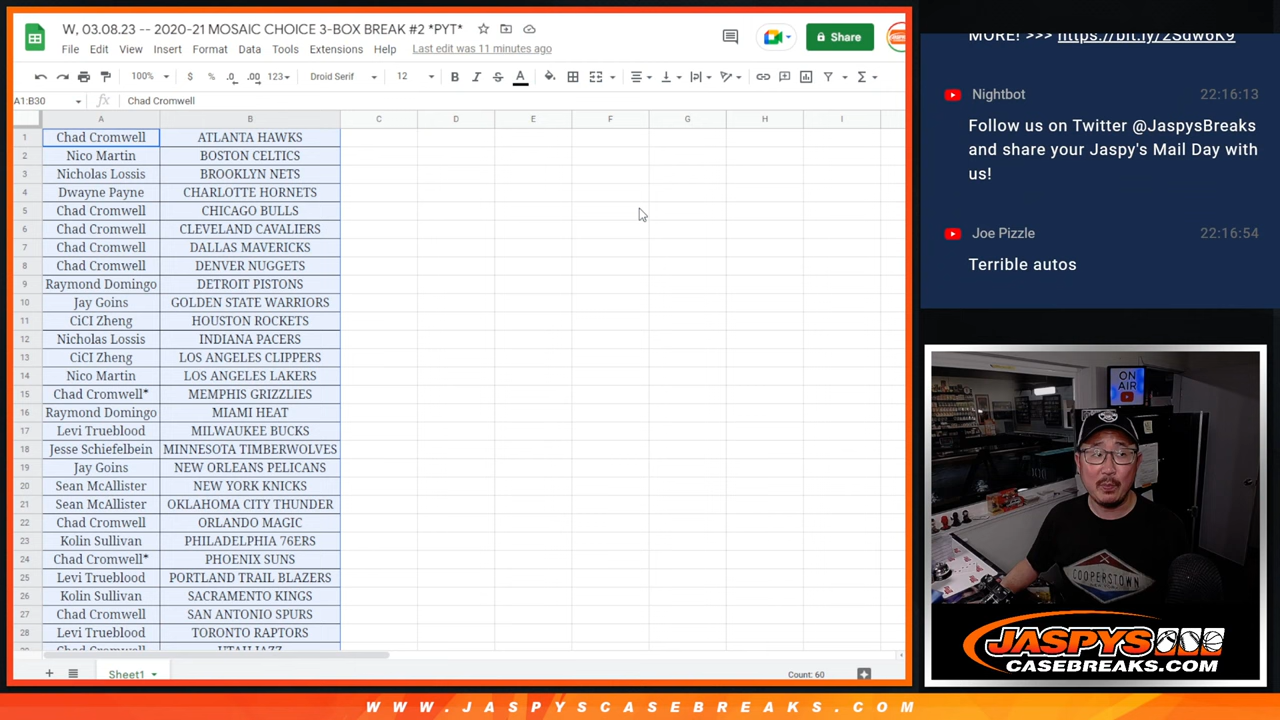 W, 03.08.23 -- 2020-21 MOSAIC CHOICE 3-BOX BREAK #2 *PYT*
File Edit View Insert Format Data Tools Extensions Help Last edit was 11 minutes ago
Share
100% $ % .0 .00 123 Droid Serif 12 B I S A
A1:B30 fx Chad Cromwell
A B C D E F G H I
1 Chad Cromwell ATLANTA HAWKS
2 Nico Martin BOSTON CELTICS
3 Nicholas Lossis BROOKLYN NETS
4 Dwayne Payne CHARLOTTE HORNETS
5 Chad Cromwell CHICAGO BULLS
6 Chad Cromwell CLEVELAND CAVALIERS
7 Chad Cromwell DALLAS MAVERICKS
8 Chad Cromwell DENVER NUGGETS
9 Raymond Domingo DETROIT PISTONS
10 Jay Goins GOLDEN STATE WARRIORS
11 CiCI Zheng HOUSTON ROCKETS
12 Nicholas Lossis INDIANA PACERS
13 CiCI Zheng LOS ANGELES CLIPPERS
14 Nico Martin LOS ANGELES LAKERS
15 Chad Cromwell* MEMPHIS GRIZZLIES
16 Raymond Domingo MIAMI HEAT
17 Levi Trueblood MILWAUKEE BUCKS
18 Jesse Schiefelbein MINNESOTA TIMBERWOLVES
19 Jay Goins NEW ORLEANS PELICANS
20 Sean McAllister NEW YORK KNICKS
21 Sean McAllister OKLAHOMA CITY THUNDER
22 Chad Cromwell ORLANDO MAGIC
23 Kolin Sullivan PHILADELPHIA 76ERS
24 Chad Cromwell* PHOENIX SUNS
25 Levi Trueblood PORTLAND TRAIL BLAZERS
26 Kolin Sullivan SACRAMENTO KINGS
27 Chad Cromwell SAN ANTONIO SPURS
28 Levi Trueblood TORONTO RAPTORS
Chad Cromwell UTAH JAZZ
Sheet1
Count: 60
MORE! >>> https://bit.ly/2Sdw6K9
Nightbot 22:16:13
Follow us on Twitter @JaspysBreaks
and share your Jaspy's Mail Day with
us!
Joe Pizzle 22:16:54
Terrible autos
ON
AIR
COOPERSTOWN
JASPYS
CASEBREAKS.COM
WWW.JASPYSCASEBREAKS.COM